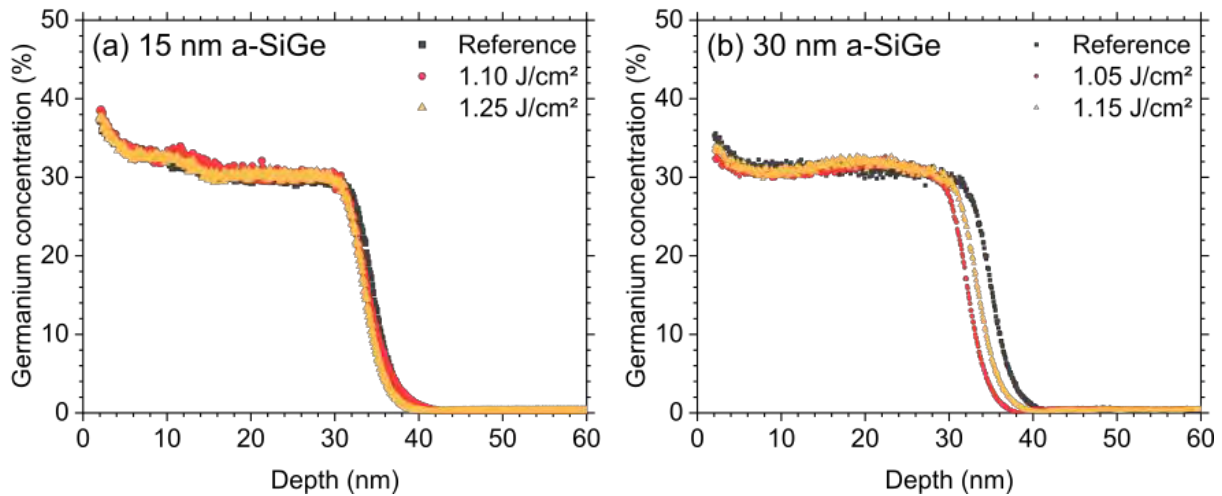 (a) 15 nm a-SiGe
Reference
1.10 J/cm²
1.25 J/cm²
Germanium concentration (%)
50
40
30
20
10
0
0 10 20 30 40 50 60
Depth (nm)
(b) 30 nm a-SiGe
Reference
1.05 J/cm²
1.15 J/cm²
Germanium concentration (%)
50
40
30
20
10
0
0 10 20 30 40 50 60
Depth (nm)